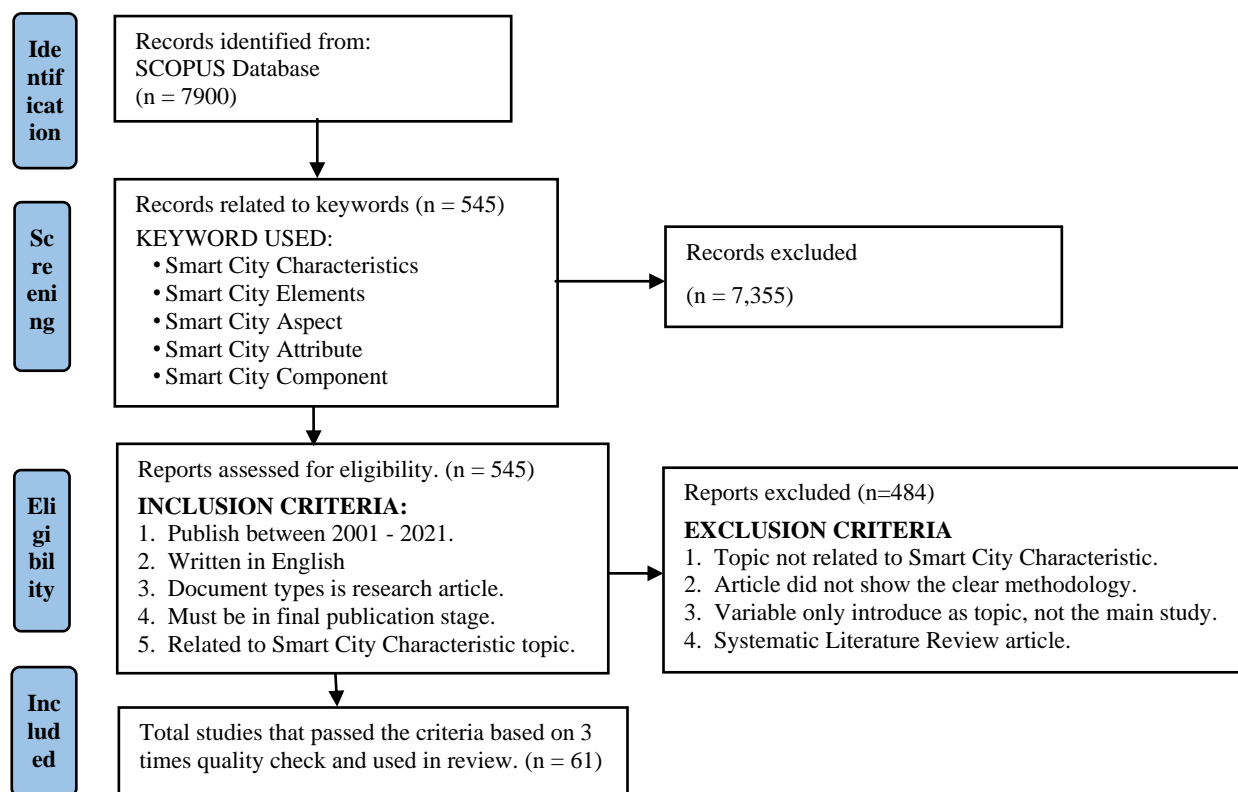 Ide
ntif
icat
ion
Records identified from:
SCOPUS Database
(n = 7900)
Sc
re
eni
ng
Records related to keywords (n = 545)
KEYWORD USED:
• Smart City Characteristics
• Smart City Elements
• Smart City Aspect
• Smart City Attribute
• Smart City Component
Records excluded
(n = 7,355)
Eli
gi
bil
ity
Reports assessed for eligibility. (n = 545)
INCLUSION CRITERIA:
1. Publish between 2001 - 2021.
2. Written in English
3. Document types is research article.
4. Must be in final publication stage.
5. Related to Smart City Characteristic topic.
Reports excluded (n=484)
EXCLUSION CRITERIA
1. Topic not related to Smart City Characteristic.
2. Article did not show the clear methodology.
3. Variable only introduce as topic, not the main study.
4. Systematic Literature Review article.
Inc
lud
ed
Total studies that passed the criteria based on 3
times quality check and used in review. (n = 61)